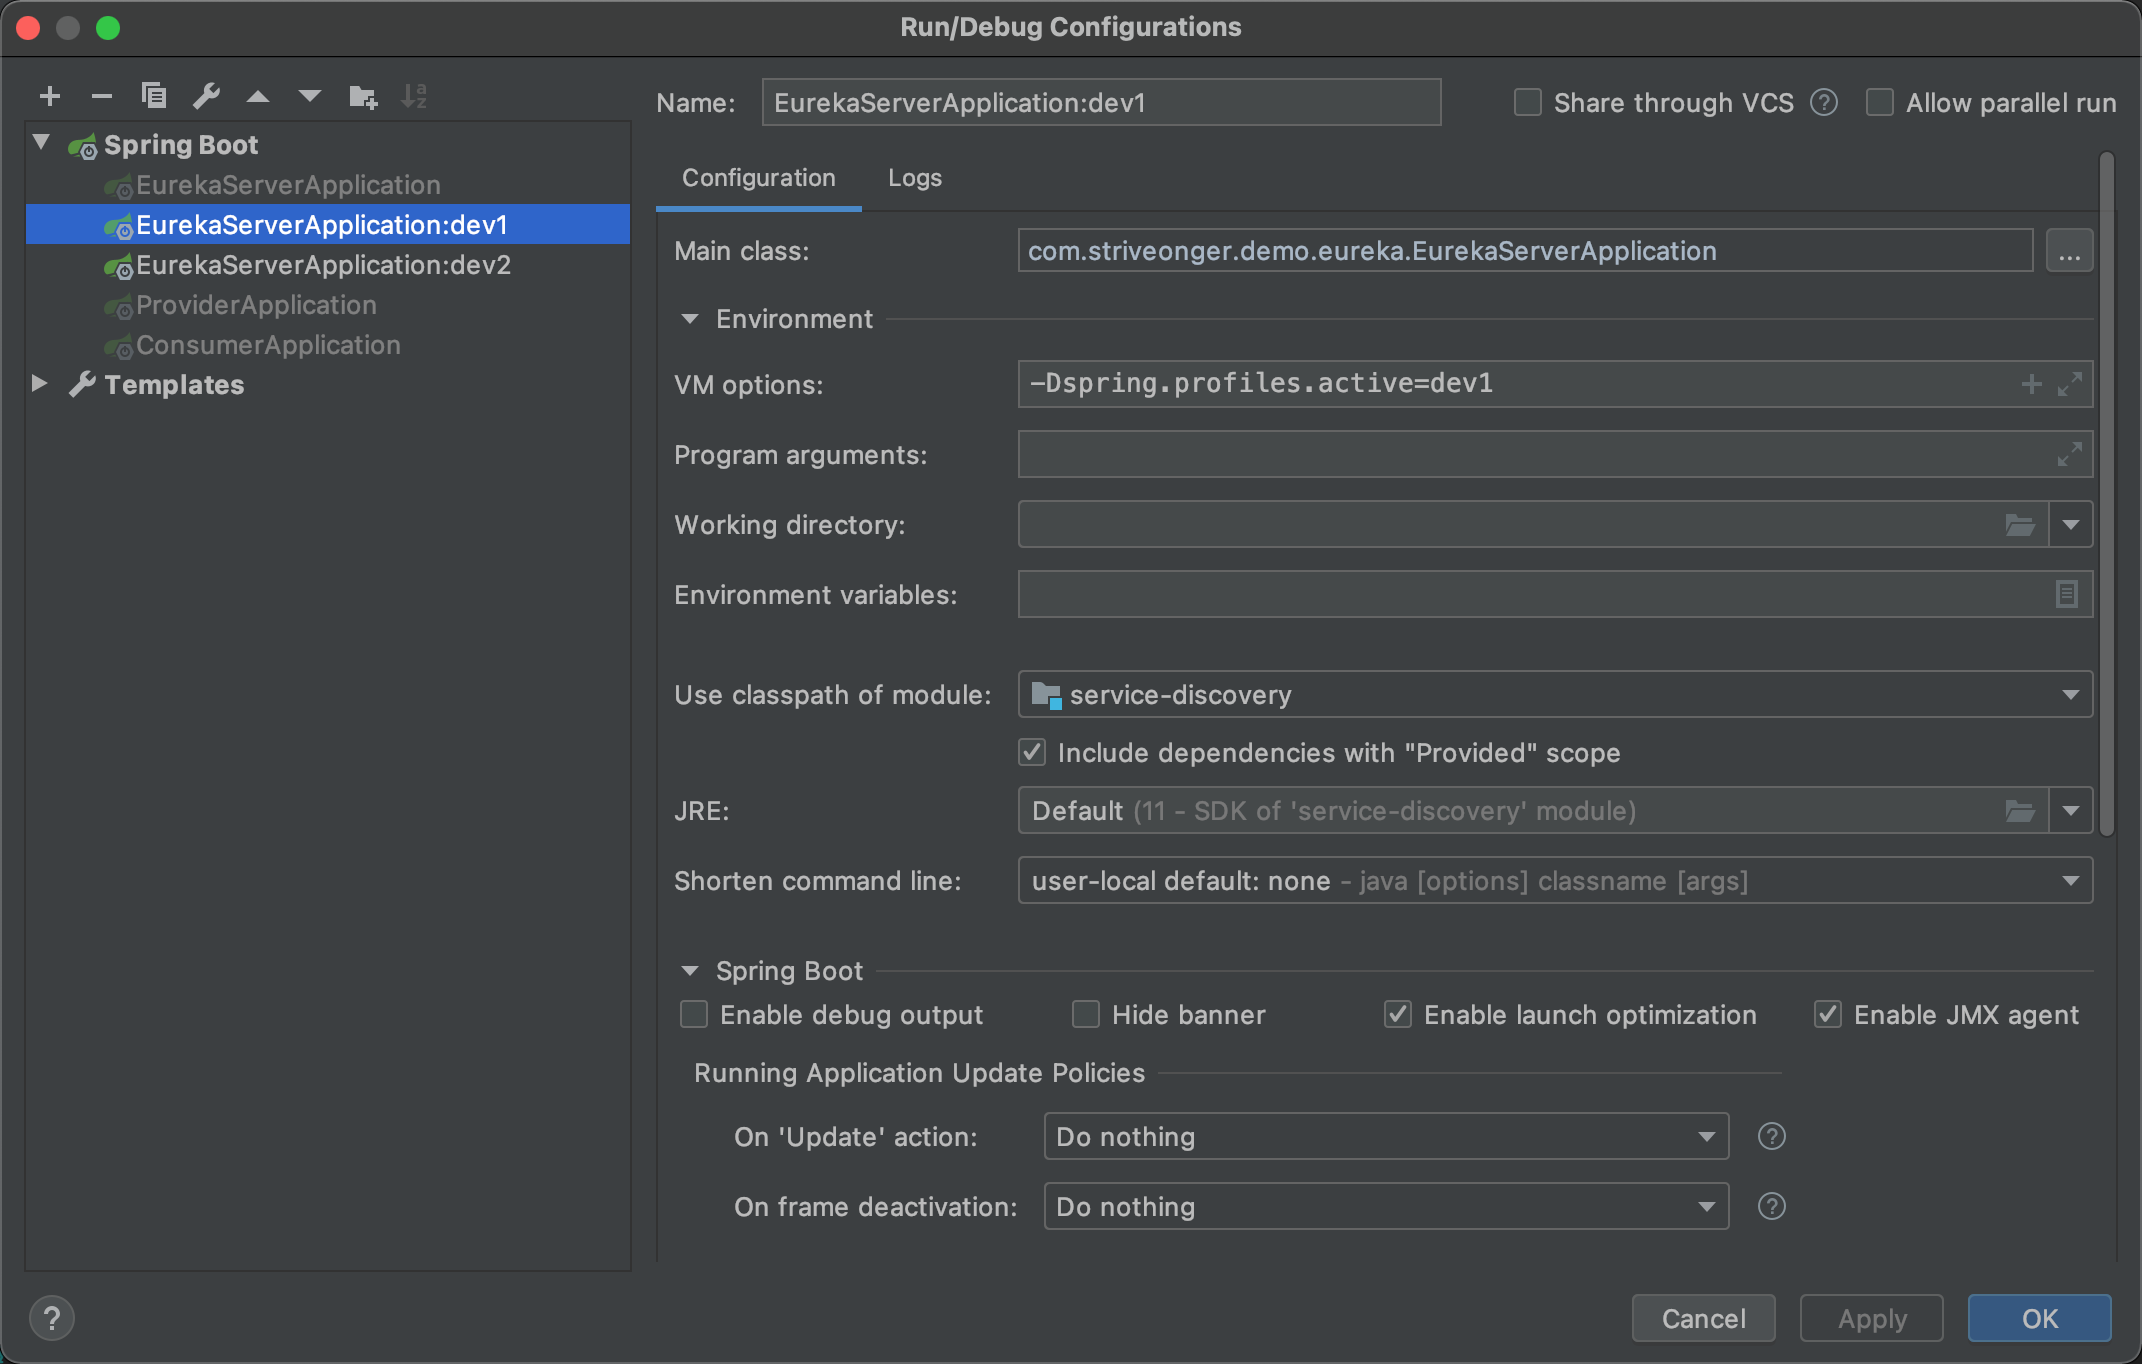 Run/Debug Configurations
Name: EurekaServerApplication:dev1 Share through VCS ? Allow parallel run
Spring Boot
EurekaServerApplication
EurekaServerApplication:dev1
EurekaServerApplication:dev2
ProviderApplication
ConsumerApplication
Templates
Configuration Logs
Main class: com.striveonger.demo.eureka.EurekaServerApplication ...
Environment
VM options: -Dspring.profiles.active=dev1
Program arguments:
Working directory:
Environment variables:
Use classpath of module: service-discovery
Include dependencies with "Provided" scope
JRE: Default (11 - SDK of 'service-discovery' module)
Shorten command line: user-local default: none - java [options] classname [args]
Spring Boot
Enable debug output Hide banner Enable launch optimization Enable JMX agent
Running Application Update Policies
On 'Update' action: Do nothing ?
On frame deactivation: Do nothing ?
? Cancel Apply OK